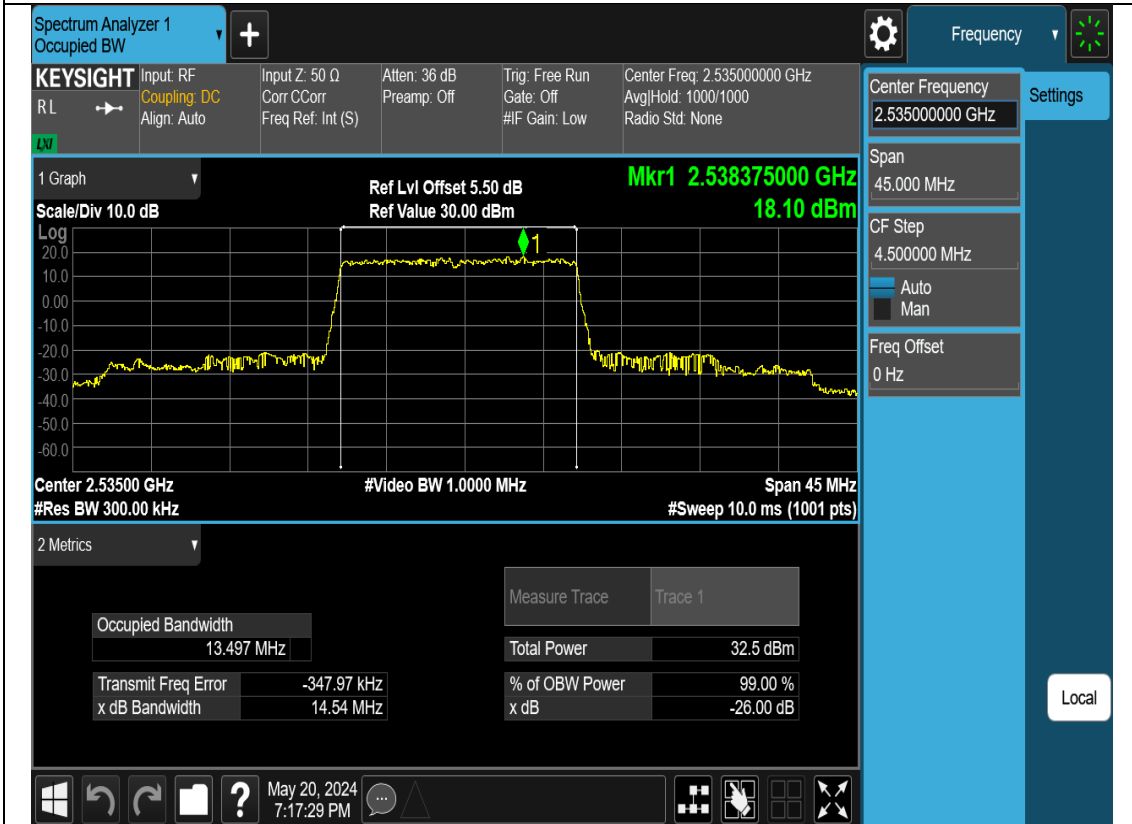 Spectrum Analyzer 1
Occupied BW
+
Frequency
KEYSIGHT
RL
LXI
Input: RF
Coupling: DC
Align: Auto
Input Z: 50 Ω
Corr CCorr
Freq Ref: Int (S)
Atten: 36 dB
Preamp: Off
Trig: Free Run
Gate: Off
#IF Gain: Low
Center Freq: 2.535000000 GHz
Avg|Hold: 1000/1000
Radio Std: None
Center Frequency
2.535000000 GHz
Settings
Span
45.000 MHz
CF Step
4.500000 MHz
Auto
Man
Freq Offset
0 Hz
Local
1 Graph
Scale/Div 10.0 dB
Ref Lvl Offset 5.50 dB
Ref Value 30.00 dBm
Mkr1 2.538375000 GHz
18.10 dBm
Log
20.0
10.0
0.00
-10.0
-20.0
-30.0
-40.0
-50.0
-60.0
1
Center 2.53500 GHz
#Video BW 1.0000 MHz
Span 45 MHz
#Res BW 300.00 kHz
#Sweep 10.0 ms (1001 pts)
2 Metrics
Measure Trace Trace 1
Occupied Bandwidth
13.497 MHz
Total Power 32.5 dBm
Transmit Freq Error -347.97 kHz
% of OBW Power 99.00 %
x dB Bandwidth 14.54 MHz
x dB -26.00 dB
?
May 20, 2024
7:17:29 PM